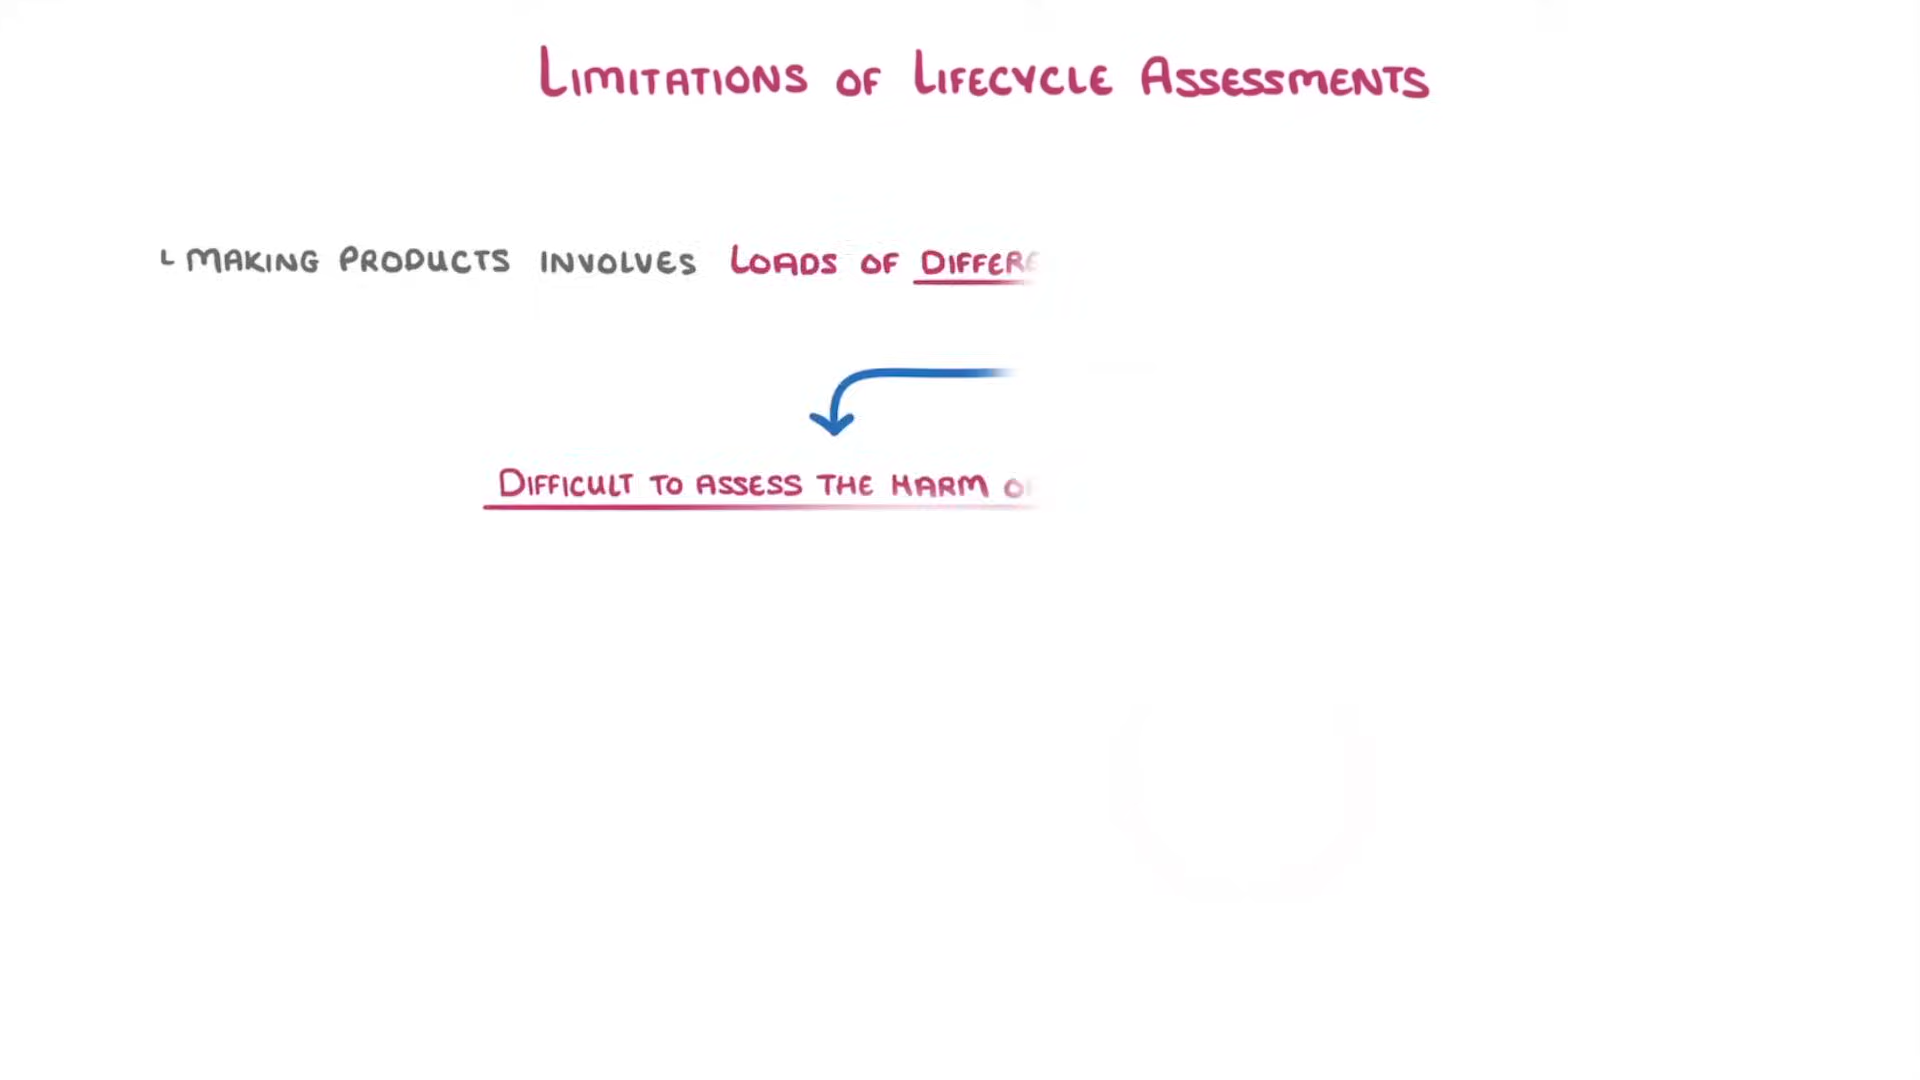 Limitations of Lifecycle Assessments
Making products involves loads of
Difficult to assess the harm